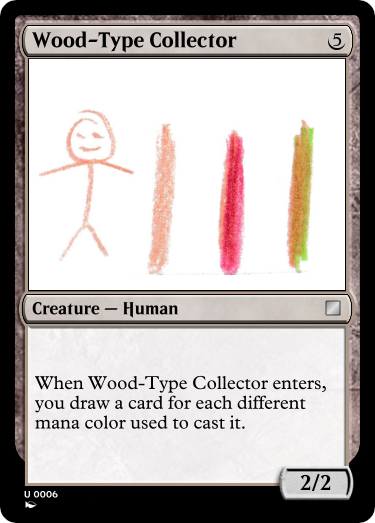 Wood-Type Collector 5
Creature — Human
When Wood-Type Collector enters,
you draw a card for each different
mana color used to cast it.
2/2
U 0006